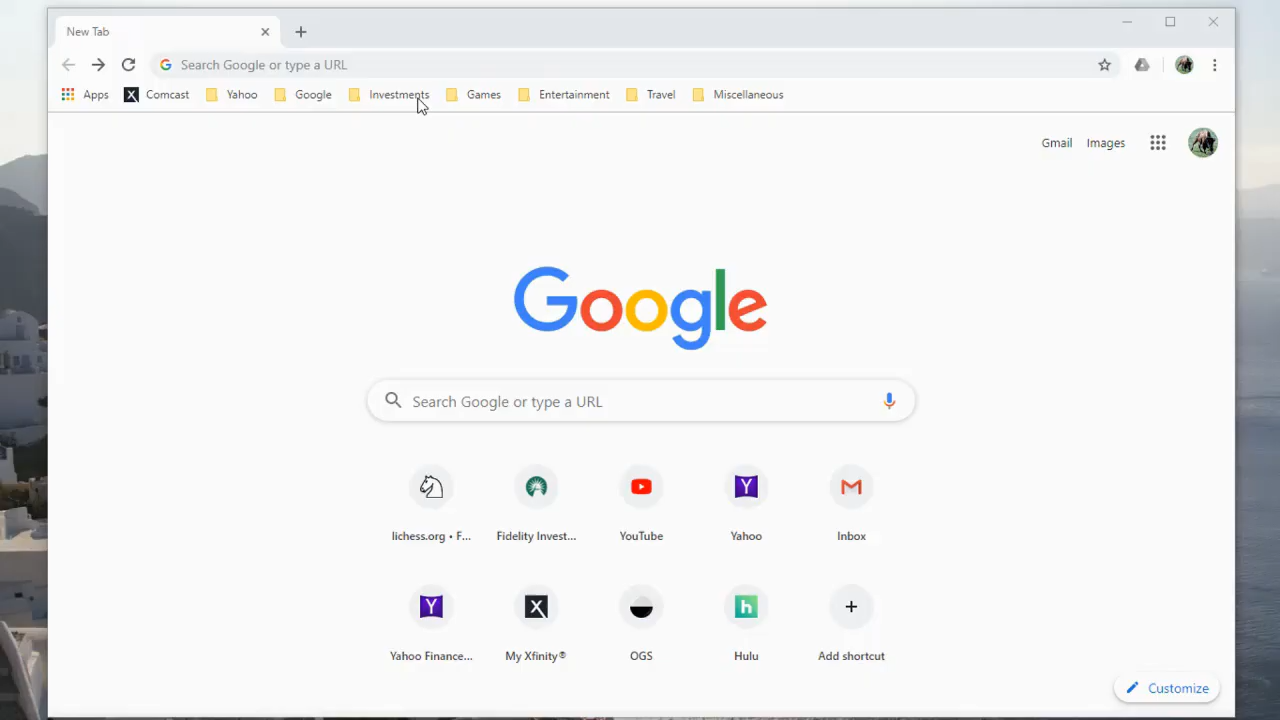 New Tab
Search Google or type a URL
Apps Comcast Yahoo Google Investments Games Entertainment Travel Miscellaneous
Gmail Images
Google
Search Google or type a URL
lichess.org • F... Fidelity Invest... YouTube Yahoo Inbox
Yahoo Finance... My Xfinity® OGS Hulu Add shortcut
Customize